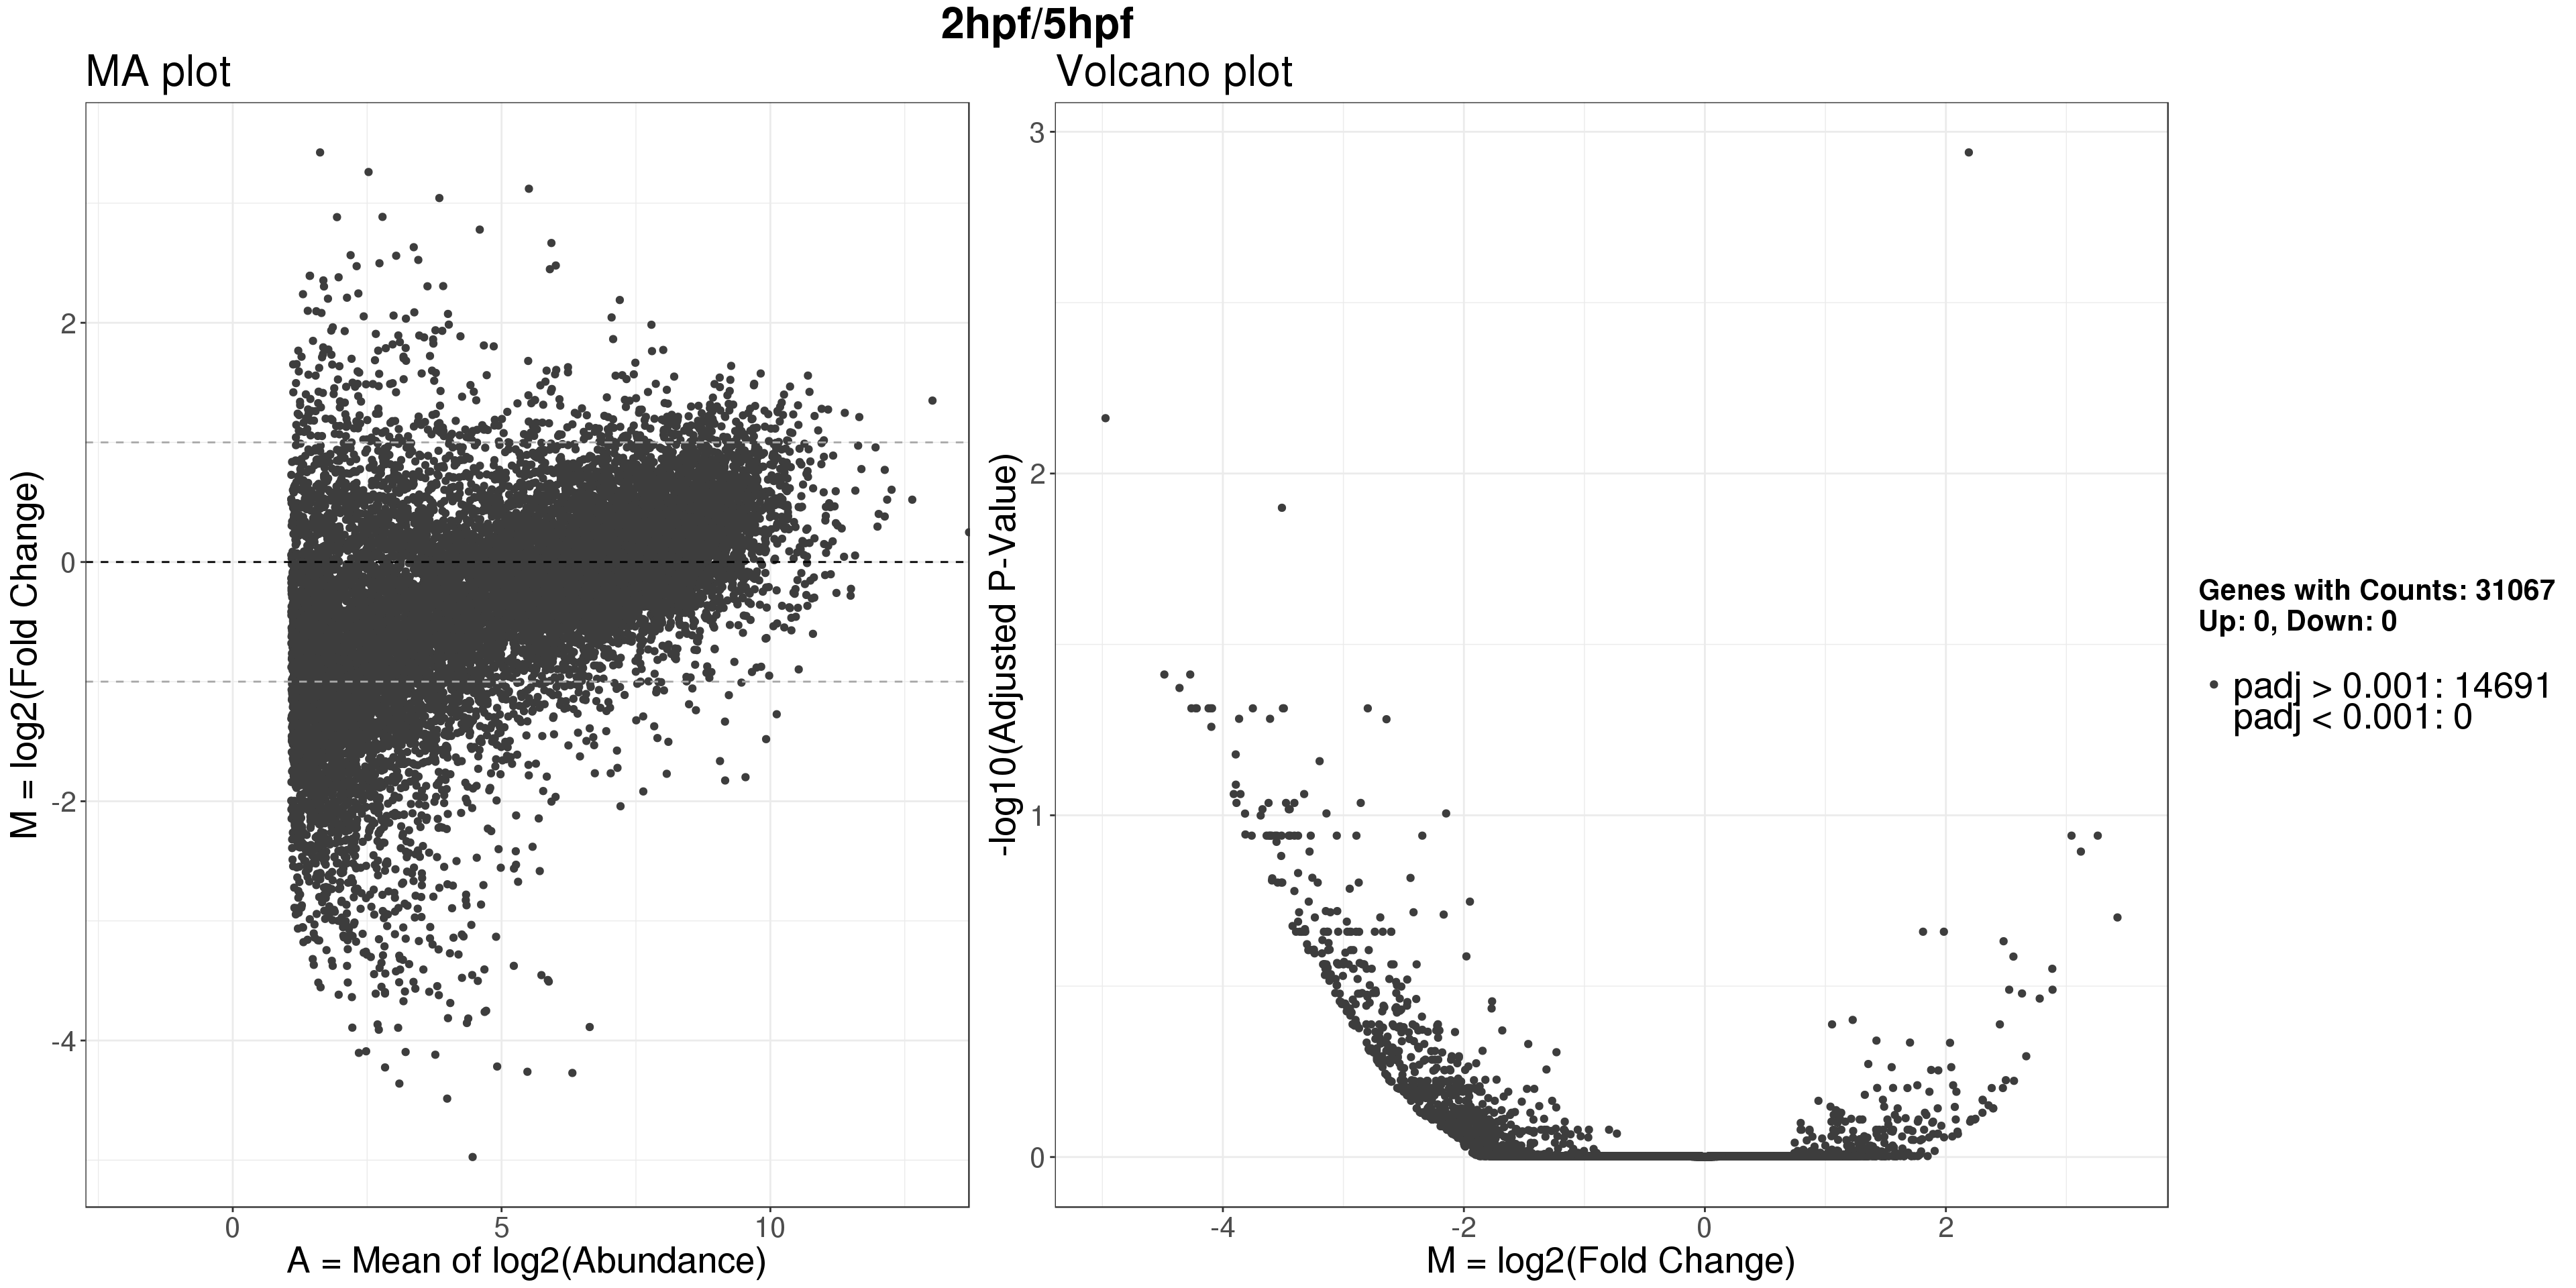 2hpf/5hpf
MA plot
M = log2(Fold Change)
2
0
-2
-4
0 5 10
A = Mean of log2(Abundance)
Volcano plot
-log10(Adjusted P-Value)
3
2
1
0
-4 -2 0 2
M = log2(Fold Change)
Genes with Counts: 31067
Up: 0, Down: 0
padj > 0.001: 14691
padj < 0.001: 0